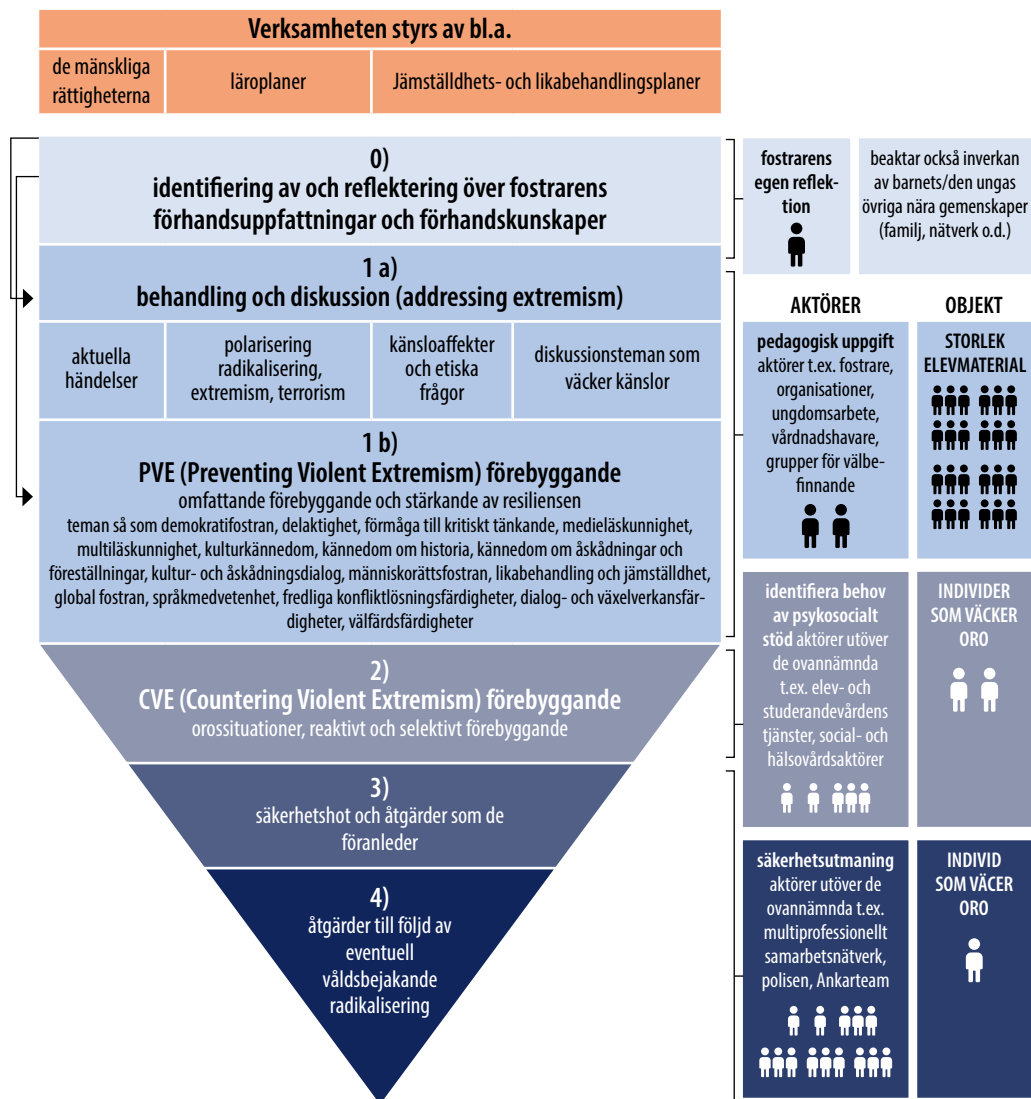 Verksamheten styrs av bl.a.
de mänskliga
rättigheterna
läroplaner
Jämställdhets- och likabehandlingsplaner
0)
identifiering av och reflektering över fostrarens
förhandsuppfattningar och förhandskunskaper
fostrarens
egen reflek-
tion
beaktar också inverkan
av barnets/den ungas
övriga nära gemenskaper
(familj, nätverk o.d.)
1 a)
behandling och diskussion (addressing extremism)
aktuella
händelser
polarisering
radikalisering,
extremism, terrorism
känsloaffekter
och etiska
frågor
diskussionsteman som
väcker känslor
1 b)
PVE (Preventing Violent Extremism) förebyggande
omfattande förebyggande och stärkande av resiliensen
teman så som demokratifostran, delaktighet, förmåga till kritiskt tänkande, medieläskunnighet,
multiläskunnighet, kulturkännedom, kännedom om historia, kännedom om åskådningar och
föreställningar, kultur- och åskådningsdialog, människorättsfostran, likabehandling och jämställdhet,
global fostran, språkmedvetenhet, fredliga konfliktlösningsfärdigheter, dialog- och växelverkansfär-
digheter, välfärdsfärdigheter
AKTÖRER
OBJEKT
pedagogisk uppgift
aktörer t.ex. fostrare,
organisationer,
ungdomsarbete,
vårdnadshavare,
grupper för välbe-
finnande
STORLEK
ELEVMATERIAL
2)
CVE (Countering Violent Extremism) förebyggande
orossituationer, reaktivt och selektivt förebyggande
identifiera behov
av psykosocialt
stöd aktörer utöver
de ovannämnda
t.ex. elev- och
studerandevårdens
tjänster, social- och
hälsovårdsaktörer
INDIVIDER
SOM VÄCKER
ORO
3)
säkerhetshot och åtgärder som de
föranleder
4)
åtgärder till följd av
eventuell
våldsbejakande
radikalisering
säkerhetsutmaning
aktörer utöver de
ovannämnda t.ex.
multiprofessionellt
samarbetsnätverk,
polisen, Ankarteam
INDIVID
SOM VÄCER
ORO